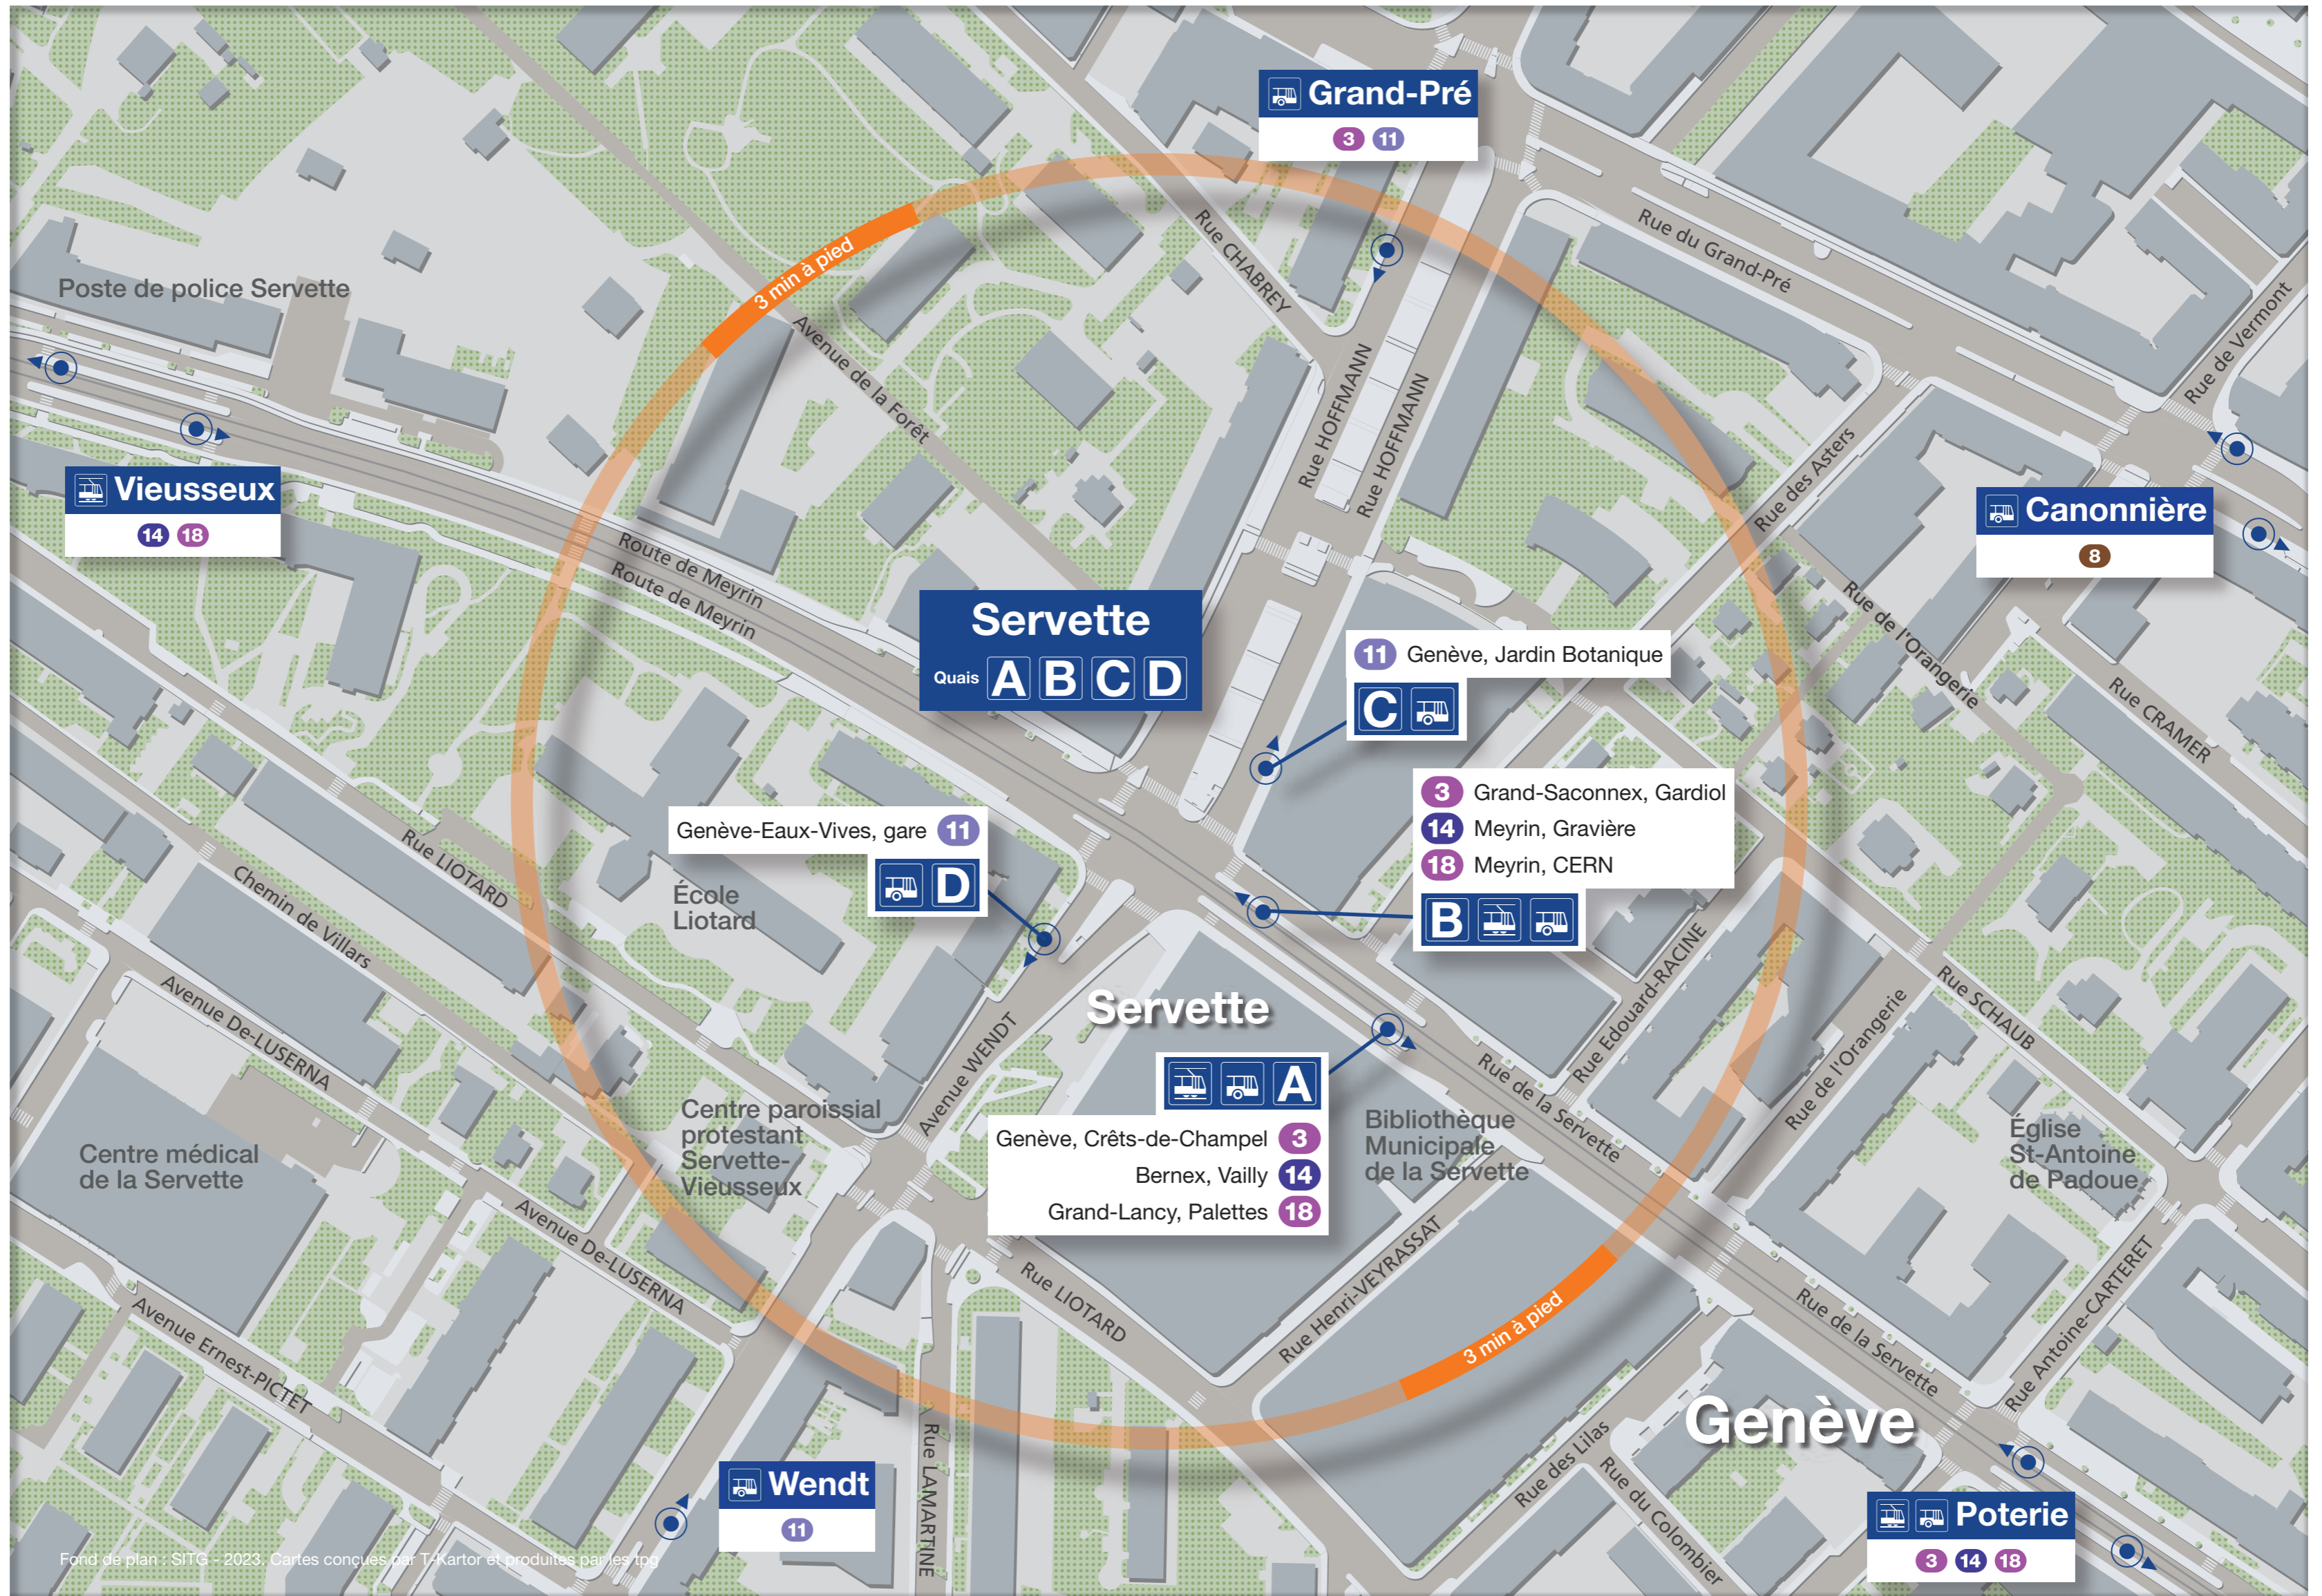 Grand-Pré
3 11
Rue du Grand-Pré
Rue CHABREY
3 min à pied
Poste de police Servette
Avenue de la Forêt
Rue HOFFMANN
Rue HOFFMANN
Rue de Vermont
Rue des Asters
Vieusseux
14 18
Canonnière
8
Route de Meyrin
Route de Meyrin
Servette
Quais A B C D
Rue de l'Orangerie
11 Genève, Jardin Botanique
C
Rue CRAMER
3 Grand-Saconnex, Gardiol
14 Meyrin, Gravière
18 Meyrin, CERN
B
Genève-Eaux-Vives, gare 11
D
Rue LIOTARD
Chemin de Villars
École
Liotard
Avenue De-LUSERNA
Servette
Avenue WENDT
A
Genève, Crêts-de-Champel 3
Bernex, Vailly 14
Grand-Lancy, Palettes 18
Rue de la Servette
Rue Edouard-RACINE
Rue de l'Orangerie
Rue SCHAUB
Centre paroissial
protestant
Servette-
Vieusseux
Bibliothèque
Municipale
de la Servette
Église
St-Antoine
de Padoue
Centre médical
de la Servette
Avenue De-LUSERNA
Rue LIOTARD
Rue Henri-VEYRASSAT
3 min à pied
Rue de la Servette
Rue Antoine-CARTERET
Avenue Ernest-PICTET
Genève
Rue LAMARTINE
Rue des Lilas
Rue du Colombier
Wendt
11
Poterie
3 14 18
Fond de plan : SITG - 2023. Cartes conçues par T-Kartor et produites par les tpg